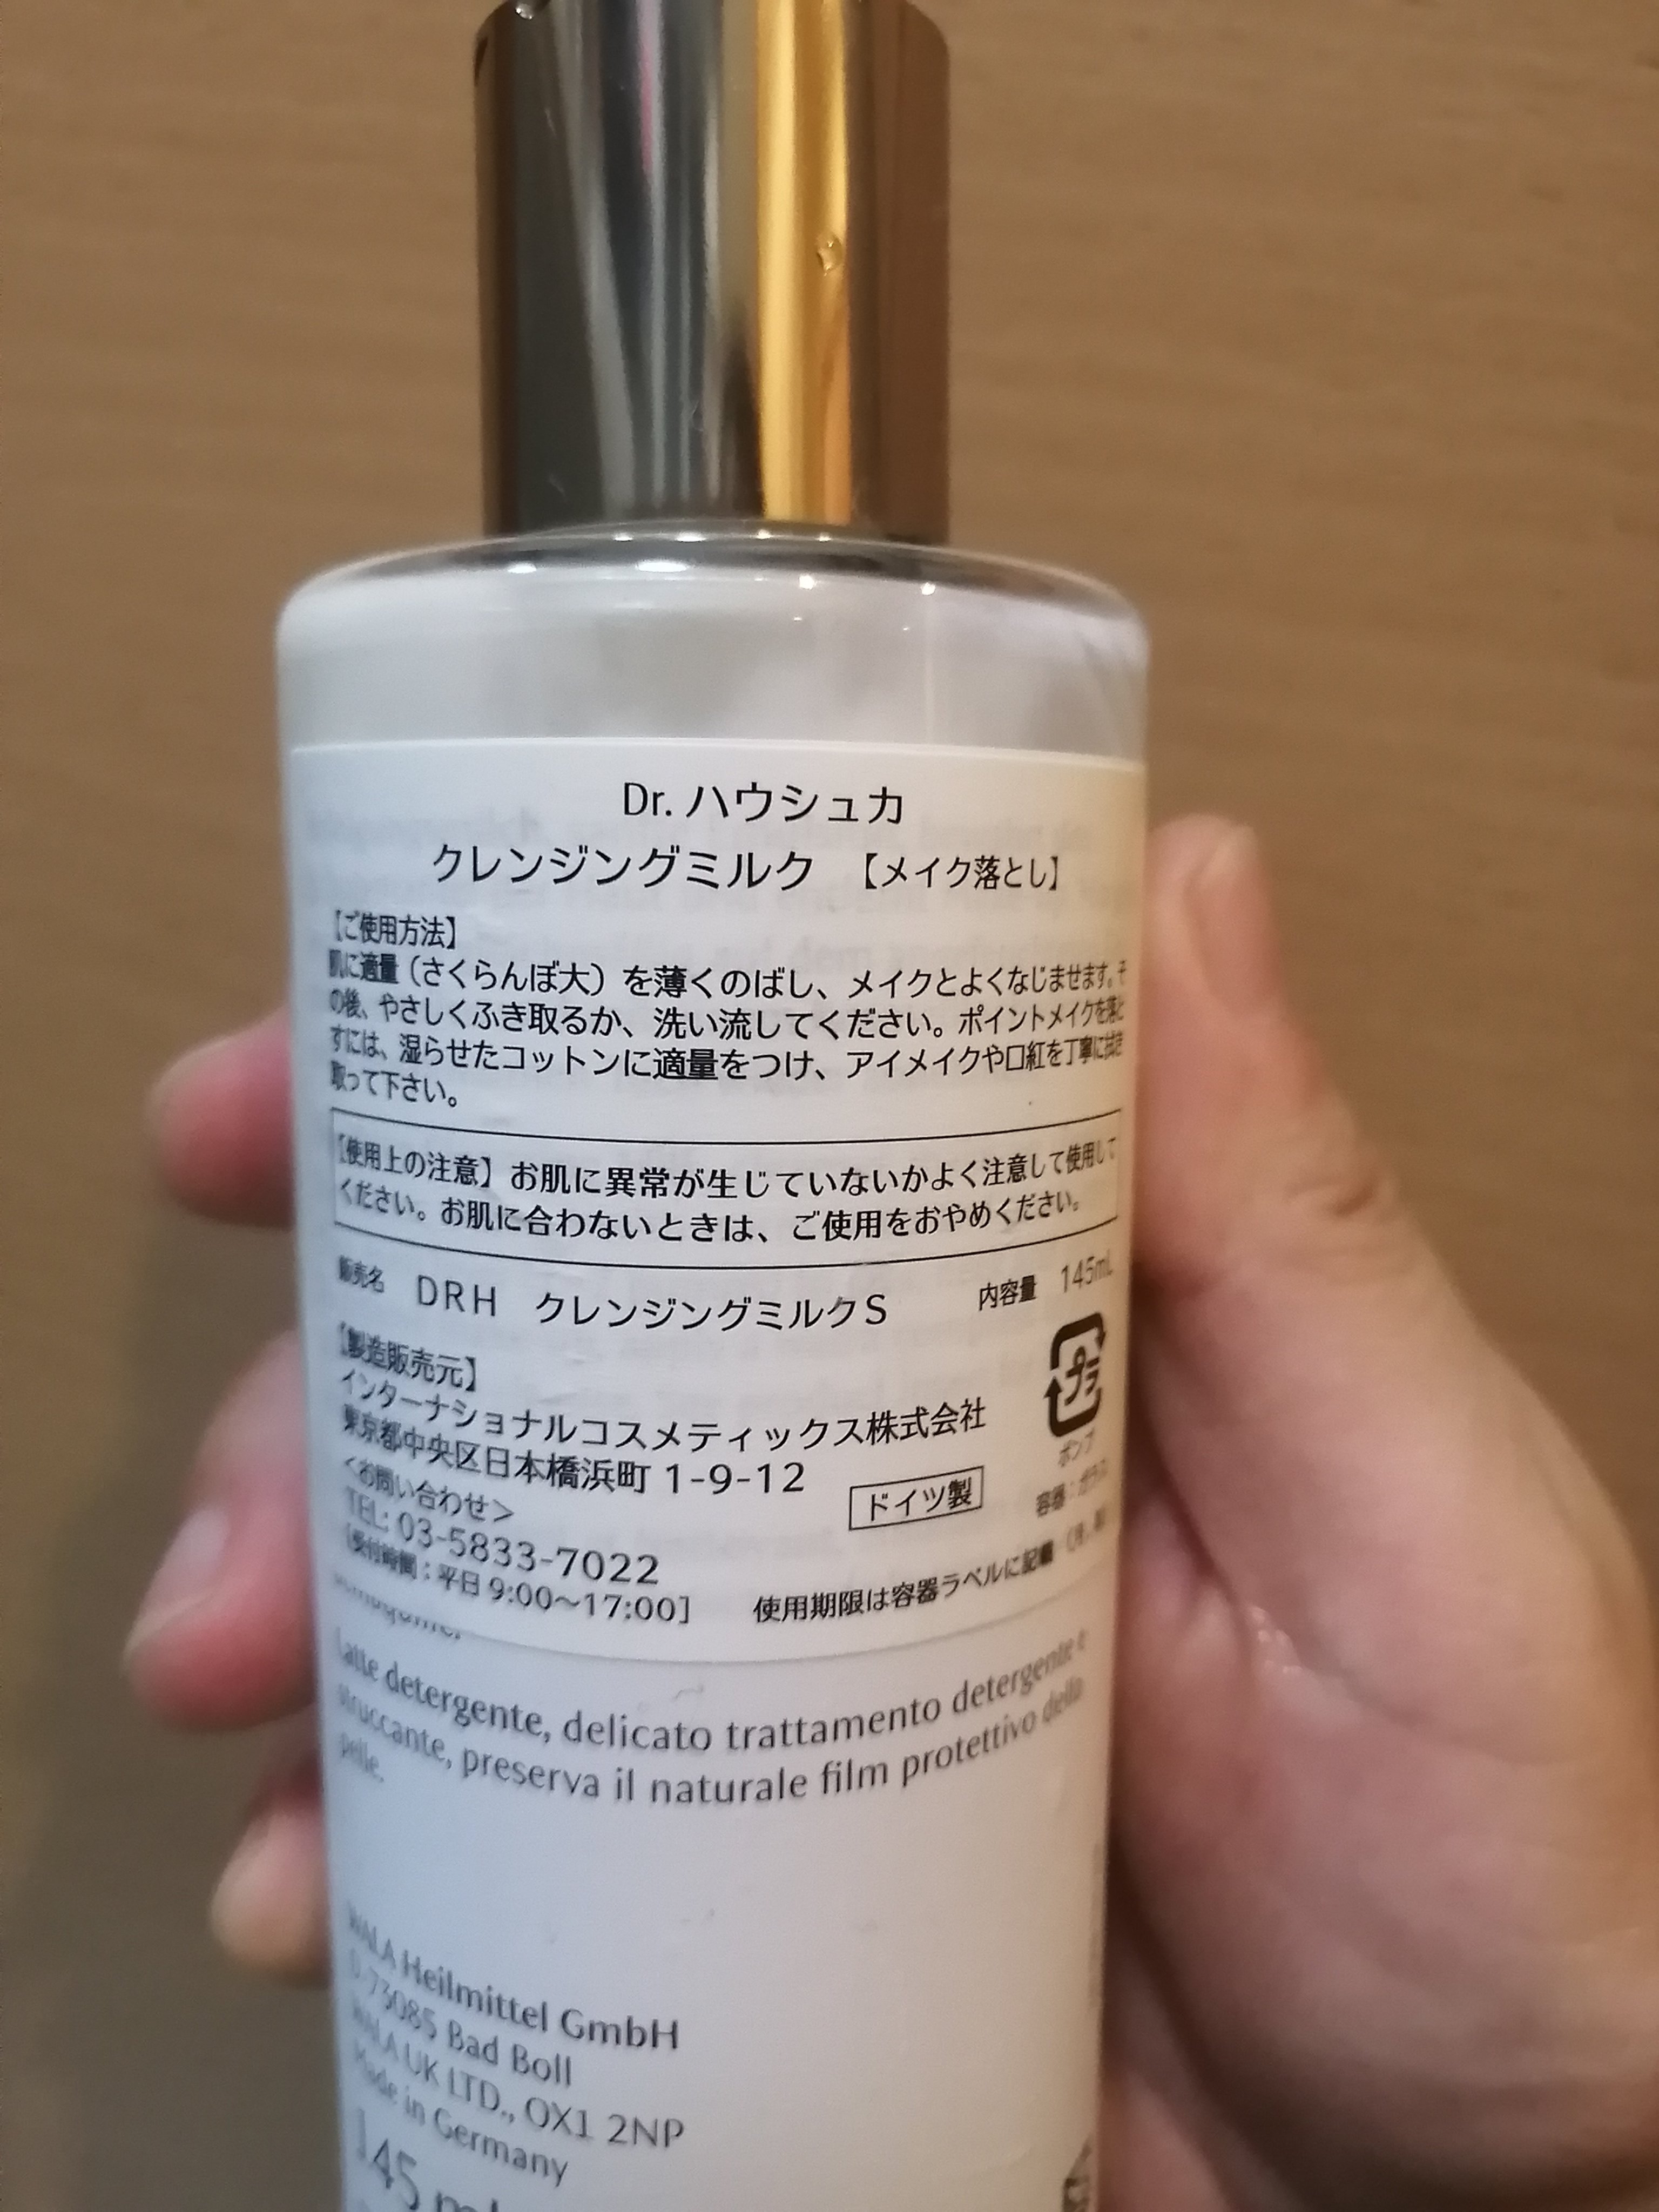 Dr. ハウシュカ
クレンジングミルク 【メイク落とし】
【ご使用方法】
肌に適量（さくらんぼ大）を薄くのばし、メイクとよくなじませます。そ
の後、やさしくふき取るか、洗い流してください。ポイントメイクを落と
すには、湿らせたコットンに適量をつけ、アイメイクや口紅を丁寧に拭き
取って下さい。
【使用上の注意】お肌に異常が生じていないかよく注意して使用して
ください。お肌に合わないときは、ご使用をおやめください。
販売名 DRH クレンジングミルクS 内容量 145mL
【製造販売元】
インターナショナルコスメティックス株式会社
東京都中央区日本橋浜町 1-9-12
＜お問い合わせ＞
TEL: 03-5833-7022
[受付時間：平日 9:00〜17:00]
プラ
ポンプ
容器：ガラス
ドイツ製
使用期限は容器ラベルに記載
Latte detergente, delicato trattamento detergente e
struccante, preserva il naturale film protettivo della
pelle.
WALA Heilmittel GmbH
D-73085 Bad Boll
WALA UK LTD., OX1 2NP
Made in Germany
145 ml